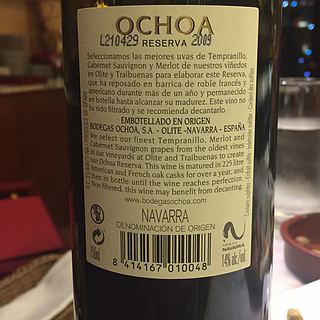 OCHOA
L210429 RESERVA 2009
Seleccionamos las mejores uvas de Tempranillo,
Cabernet Sauvignon y Merlot de nuestros viñedos
en Olite y Traibuenas para elaborar este Reserva
que ha reposado en barrica de roble francés y
americano durante más de un año y permanecido
en botella hasta alcanzar su madurez. Este vino no
ha sido filtrado y se recomienda decantarlo.
EMBOTELLADO EN ORIGEN
BODEGAS OCHOA, S.A. - OLITE - NAVARRA - ESPAÑA
We select our finest Tempranillo, Merlot and
Cabernet Sauvignon grapes from the oldest vines
in our vineyards at Olite and Traibuenas to create
our Ochoa Reserva. This wine is matured in 225 litre
American and French oak casks for over a year, and
then in bottle until the wine reaches perfection.
Non filtered, this wine may benefit from decanting.
www.bodegasochoa.com
NAVARRA
DENOMINACIÓN DE ORIGEN
750ml
8 414167 010048
NAVARRA
14% alc./vol.